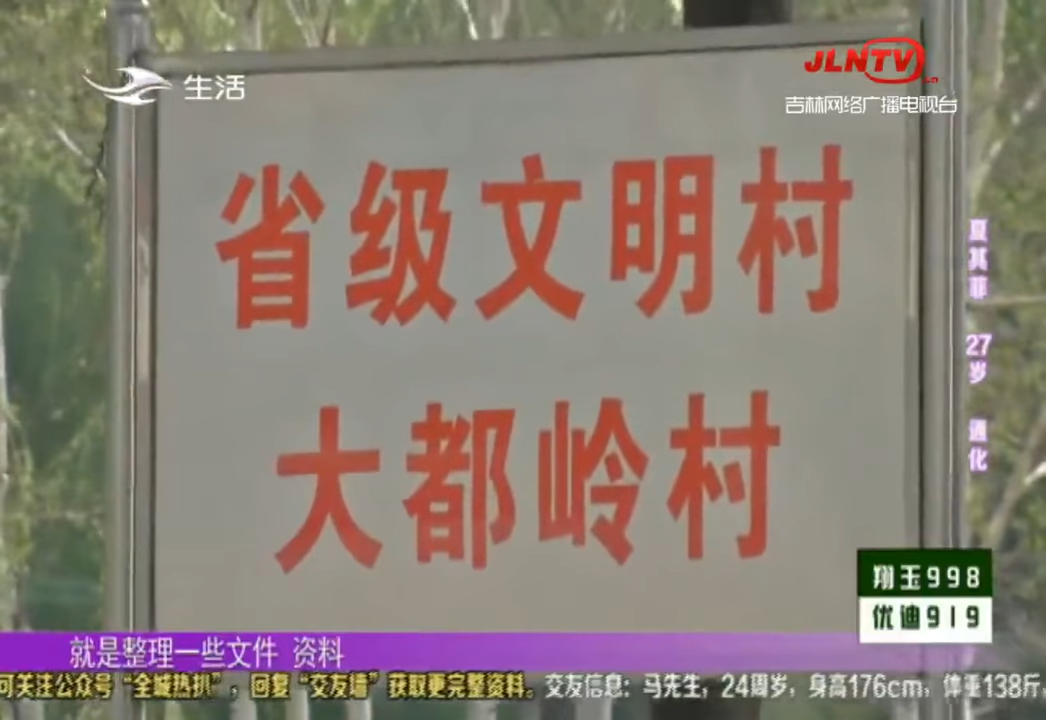 生活
JLNTV
吉林网络广播电视台
省级文明村
大都岭村
夏其菲 27岁 通化
翔玉998
优迪919
就是整理一些文件 资料
可关注公众号“全城热扒”，回复“交友墙”获取更完整资料。交友信息：马先生，24周岁，身高176cm，体重138斤，